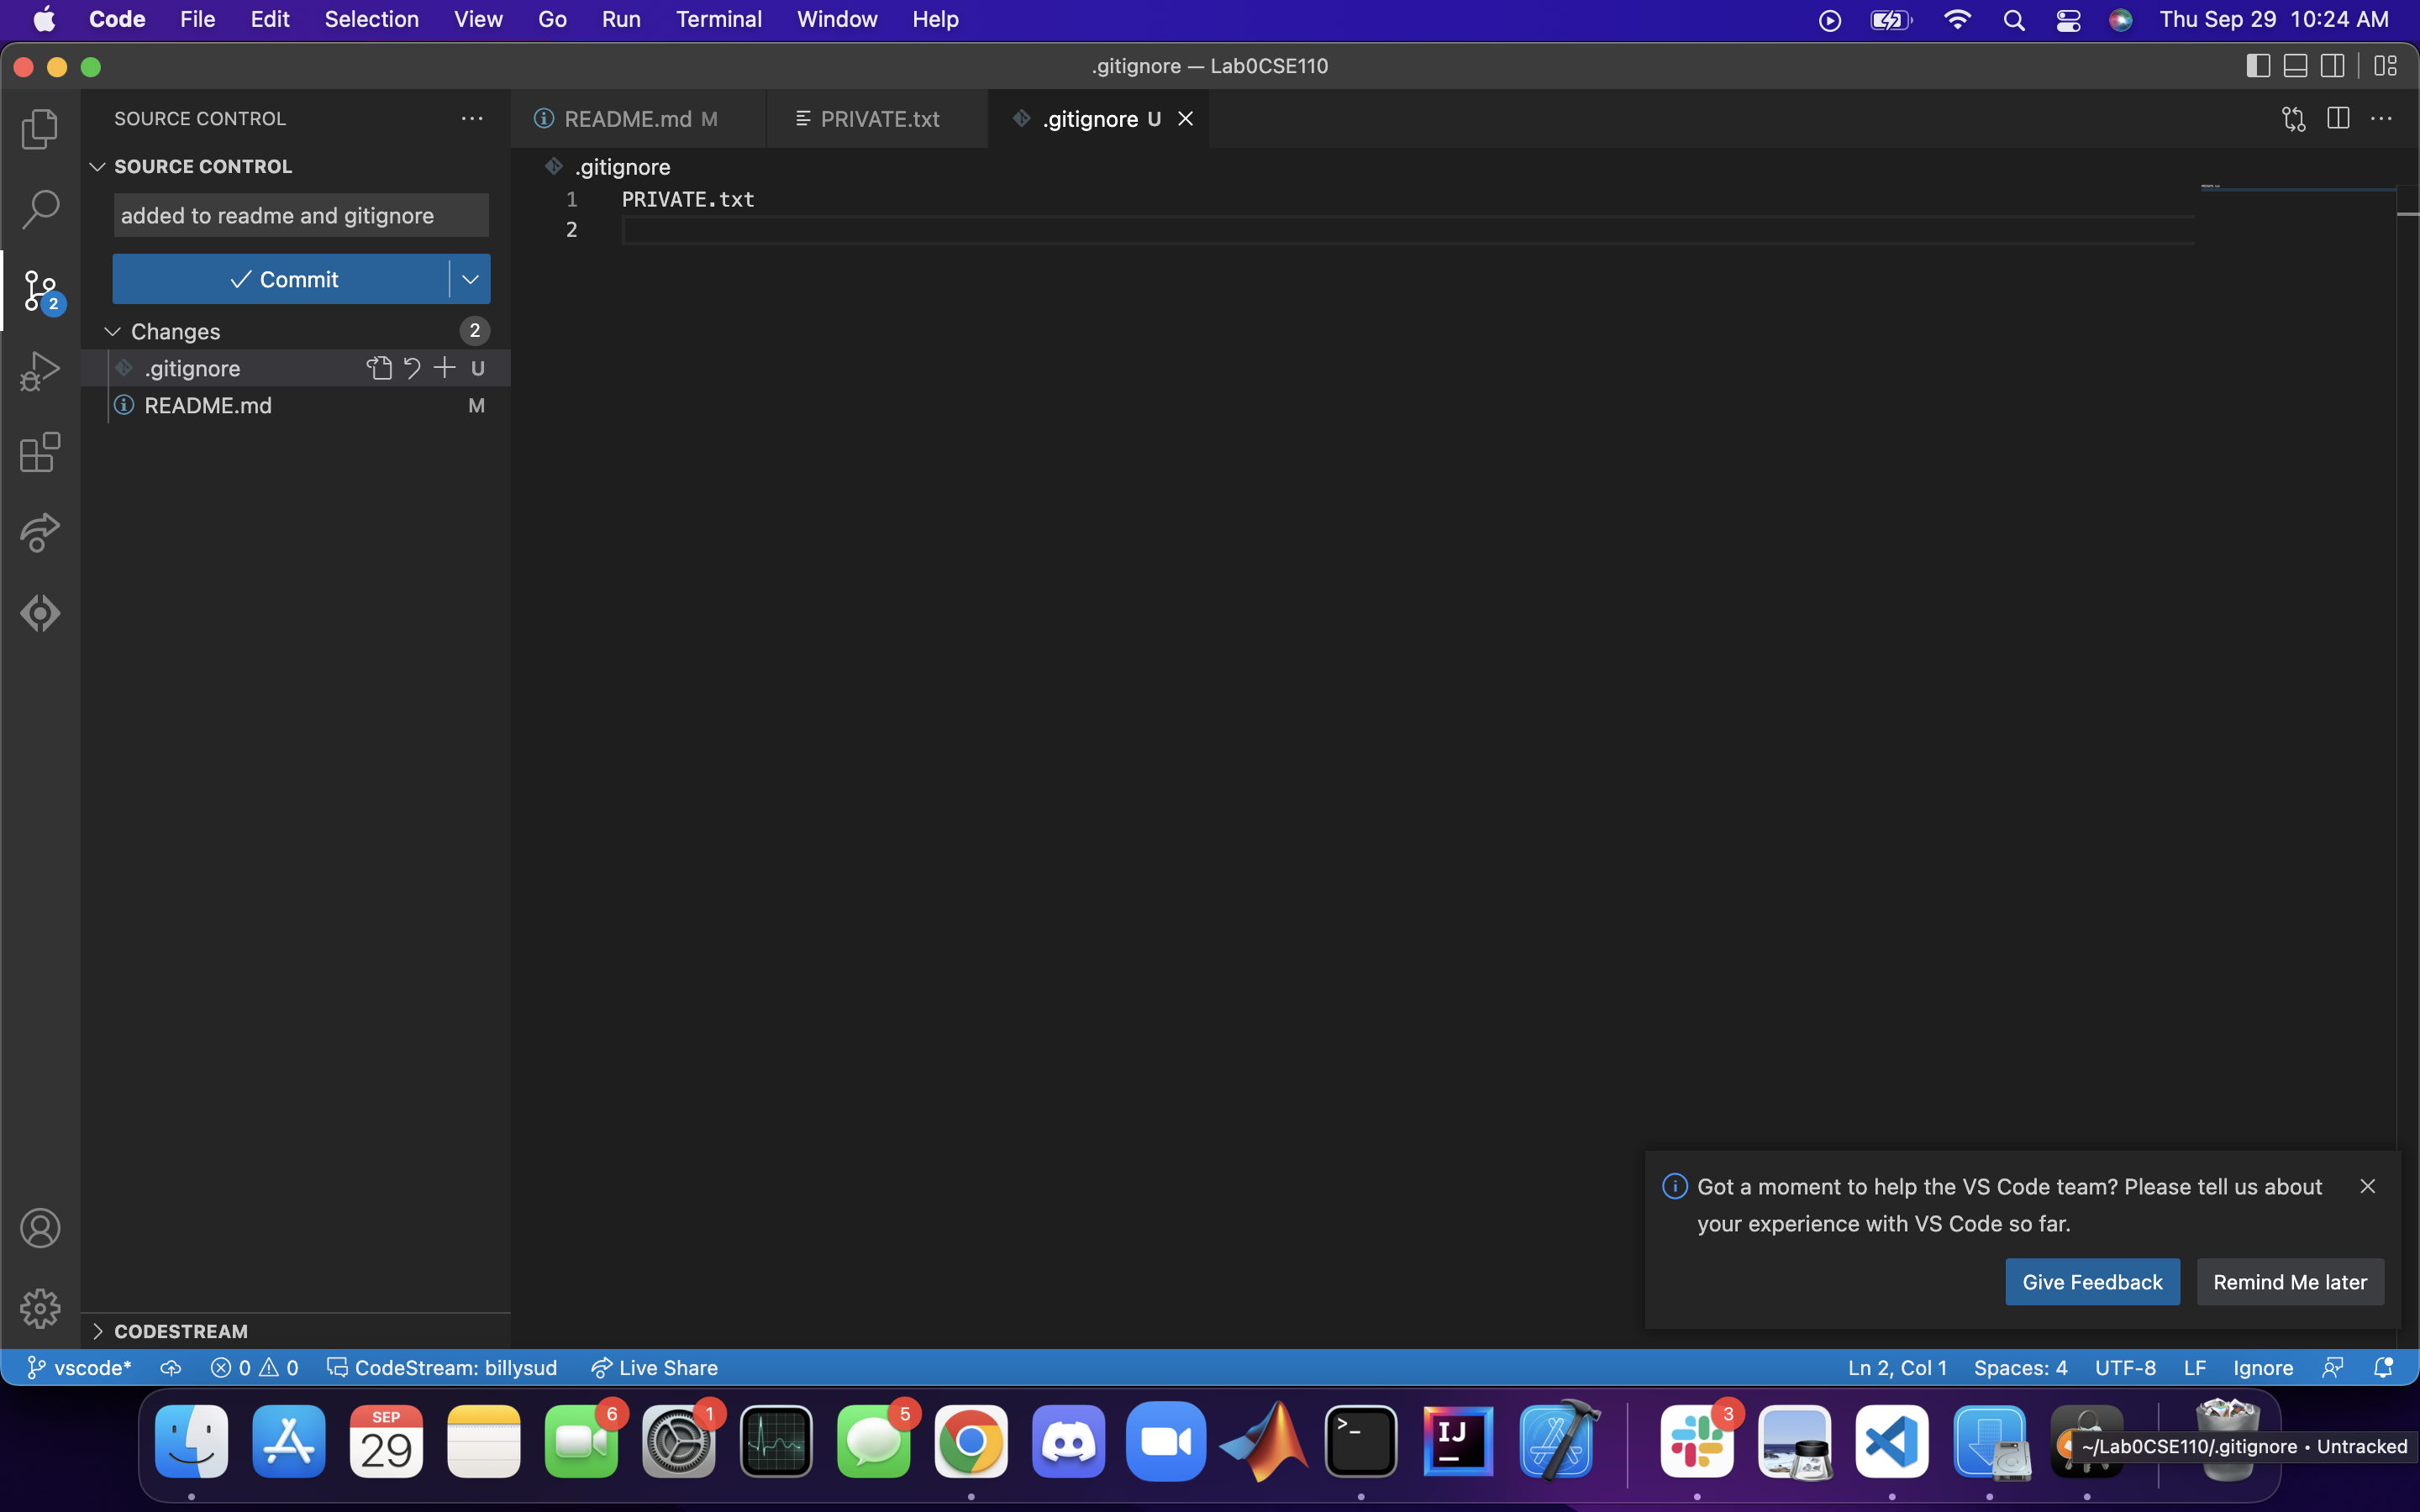 Code File Edit Selection View Go Run Terminal Window Help Thu Sep 29 10:24 AM
.gitignore — Lab0CSE110
SOURCE CONTROL
README.md M
PRIVATE.txt
.gitignore U
SOURCE CONTROL
.gitignore
added to readme and gitignore
1 PRIVATE.txt
2
Commit
2
Changes 2
.gitignore U
README.md M
Got a moment to help the VS Code team? Please tell us about
your experience with VS Code so far.
Give Feedback Remind Me later
CODESTREAM
vscode* 0 0 CodeStream: billysud Live Share Ln 2, Col 1 Spaces: 4 UTF-8 LF Ignore
SEP
29
6
1
5
>_
IJ
3
~/Lab0CSE110/.gitignore • Untracked